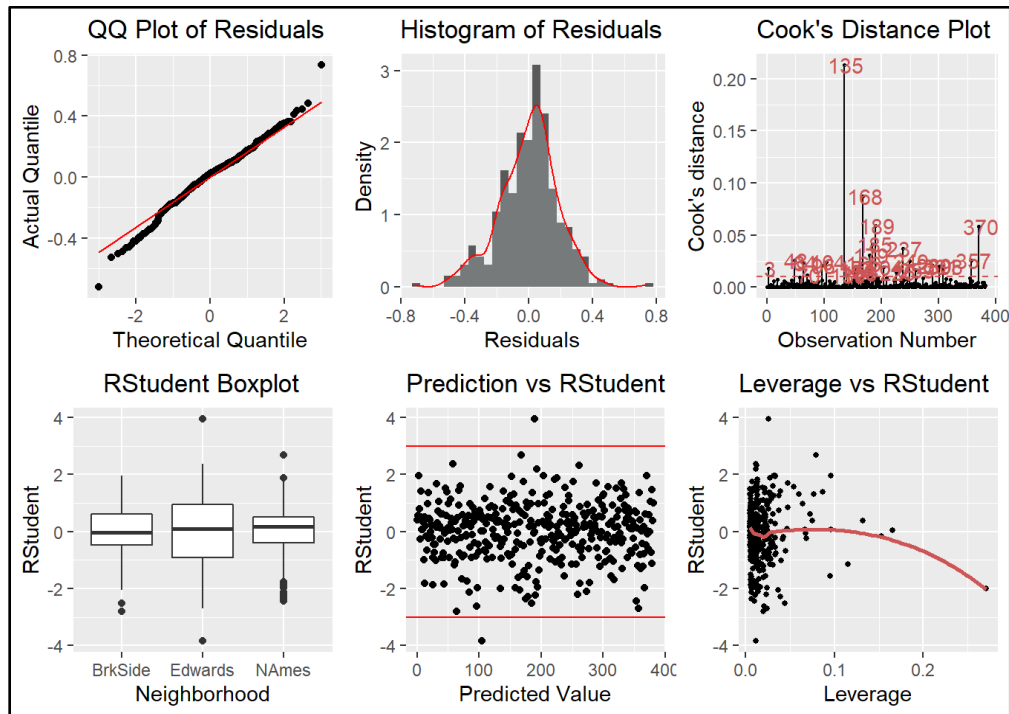 QQ Plot of Residuals
0.8
0.4
0.0
-0.4
-2
0
2
Actual Quantile
Theoretical Quantile
Histogram of Residuals
3
2
1
0
-0.8
-0.4
0.0
0.4
0.8
Density
Residuals
Cook's Distance Plot
0.20
0.15
0.10
0.05
0.00
0
100
200
300
400
Cook's distance
Observation Number
135
168
189
370
237
357
3
RStudent Boxplot
4
2
0
-2
-4
BrkSide
Edwards
NAmes
RStudent
Neighborhood
Prediction vs RStudent
4
2
0
-2
-4
0
100
200
300
400
RStudent
Predicted Value
Leverage vs RStudent
4
2
0
-2
-4
0.0
0.1
0.2
RStudent
Leverage